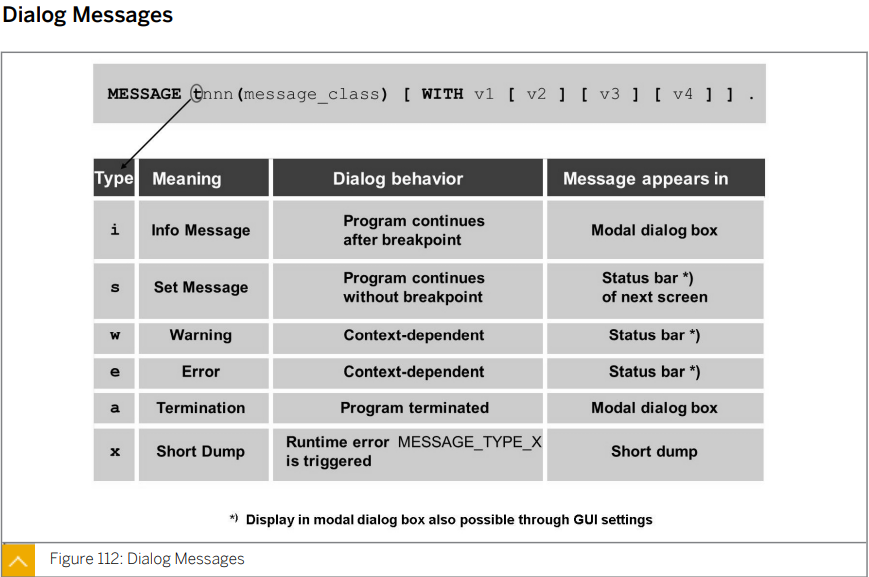 Dialog Messages
MESSAGE tnnn(message_class) [ WITH v1 [ v2 ] [ v3 ] [ v4 ] ] .
Type Meaning Dialog behavior Message appears in
i Info Message Program continues after breakpoint Modal dialog box
s Set Message Program continues without breakpoint Status bar *) of next screen
w Warning Context-dependent Status bar *)
e Error Context-dependent Status bar *)
a Termination Program terminated Modal dialog box
x Short Dump Runtime error MESSAGE_TYPE_X is triggered Short dump
*) Display in modal dialog box also possible through GUI settings
Figure 112: Dialog Messages